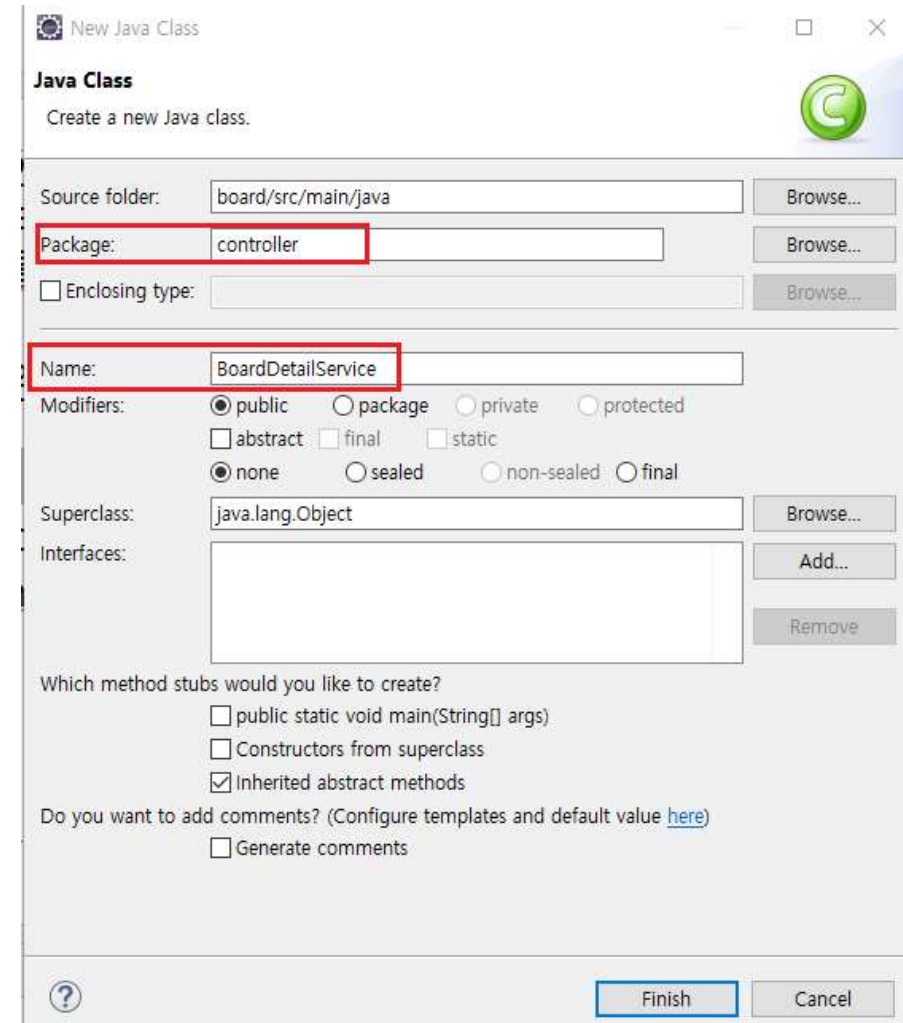 New Java Class
Java Class
Create a new Java class.
Source folder: board/src/main/java Browse...
Package: controller Browse...
Enclosing type: Browse...
Name: BoardDetailService
Modifiers: public package private protected
abstract final static
none sealed non-sealed final
Superclass: java.lang.Object Browse...
Interfaces: Add...
Remove
Which method stubs would you like to create?
public static void main(String[] args)
Constructors from superclass
Inherited abstract methods
Do you want to add comments? (Configure templates and default value here)
Generate comments
? Finish Cancel